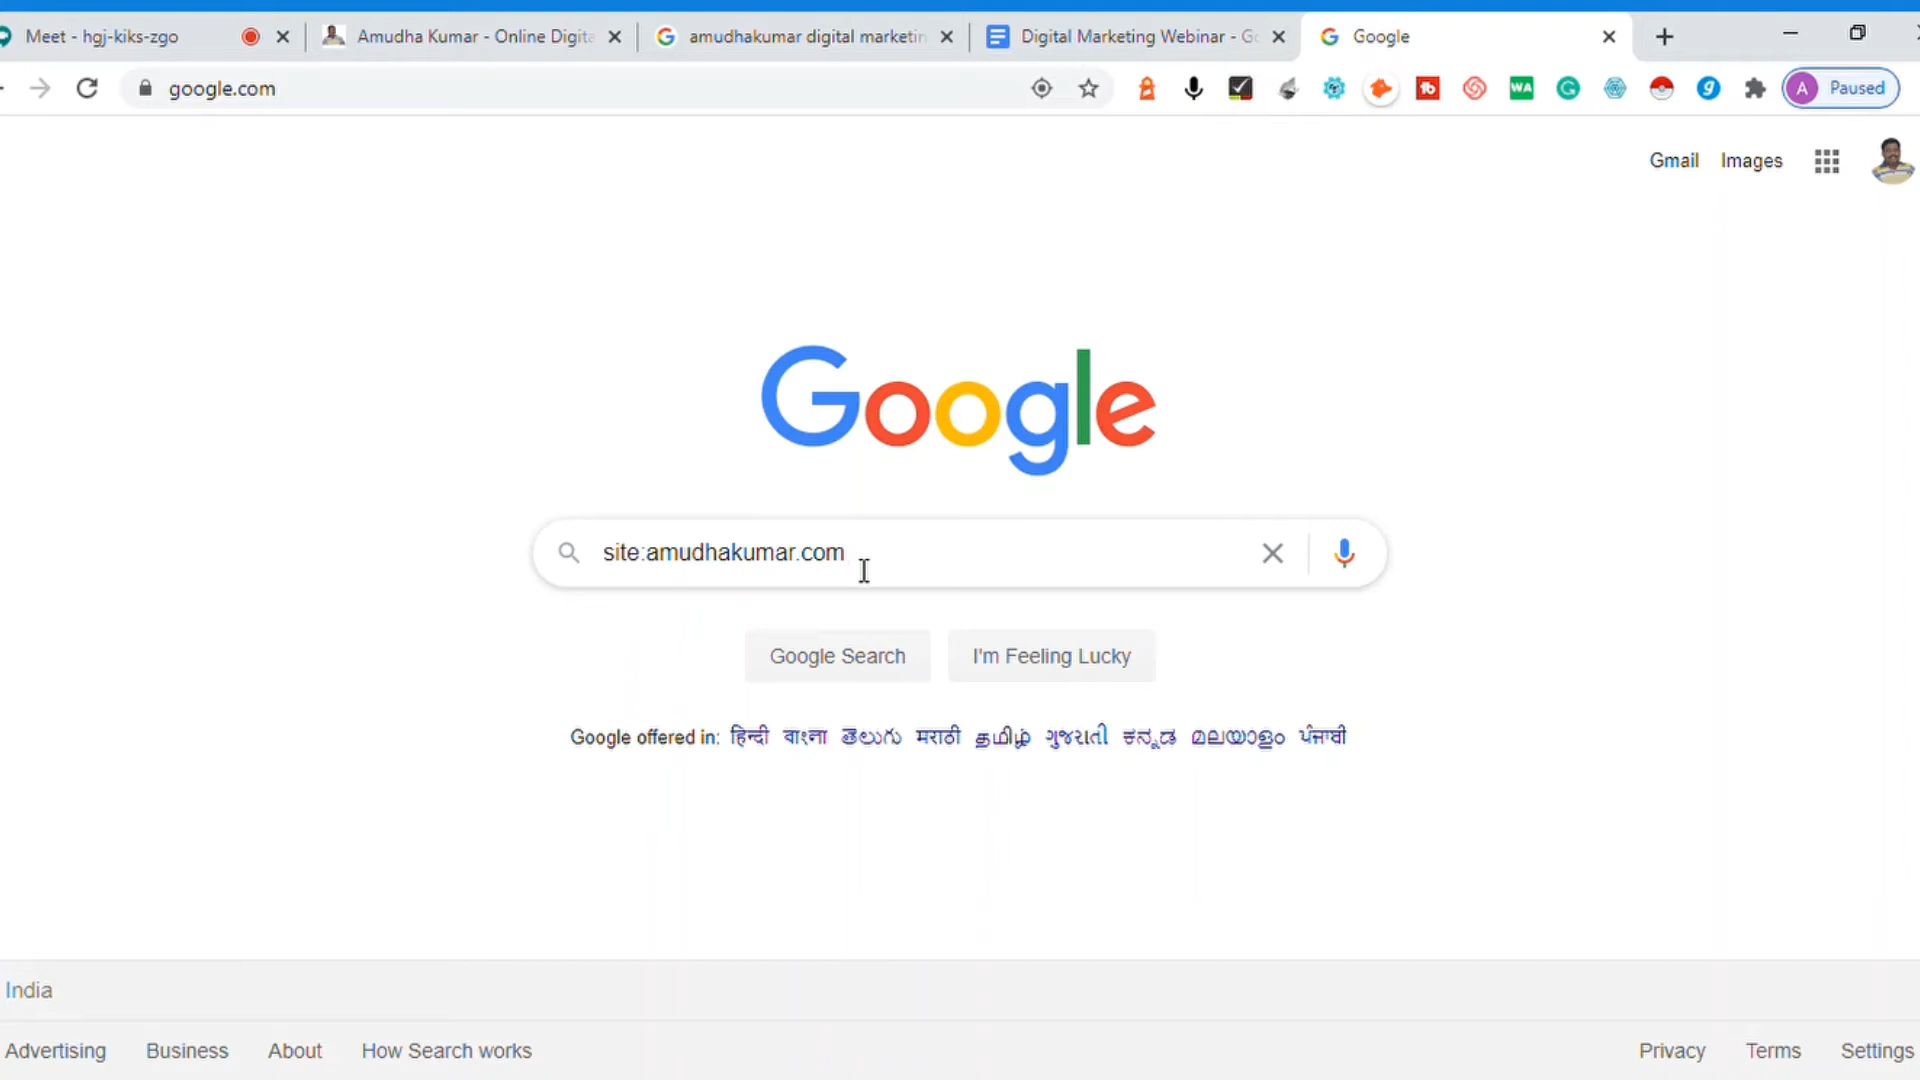 Meet - hgj-kiks-zgo
Amudha Kumar - Online Digita
amudhakumar digital marketin
Digital Marketing Webinar - Go
Google
google.com
WA
A Paused
Gmail Images
Google
site:amudhakumar.com
Google Search I'm Feeling Lucky
Google offered in: हिन्दी বাংলা తెలుగు मराठी தமிழ் ગુજરાતી ಕನ್ನಡ മലയാളം ਪੰਜਾਬੀ
India
Advertising Business About How Search works Privacy Terms Settings